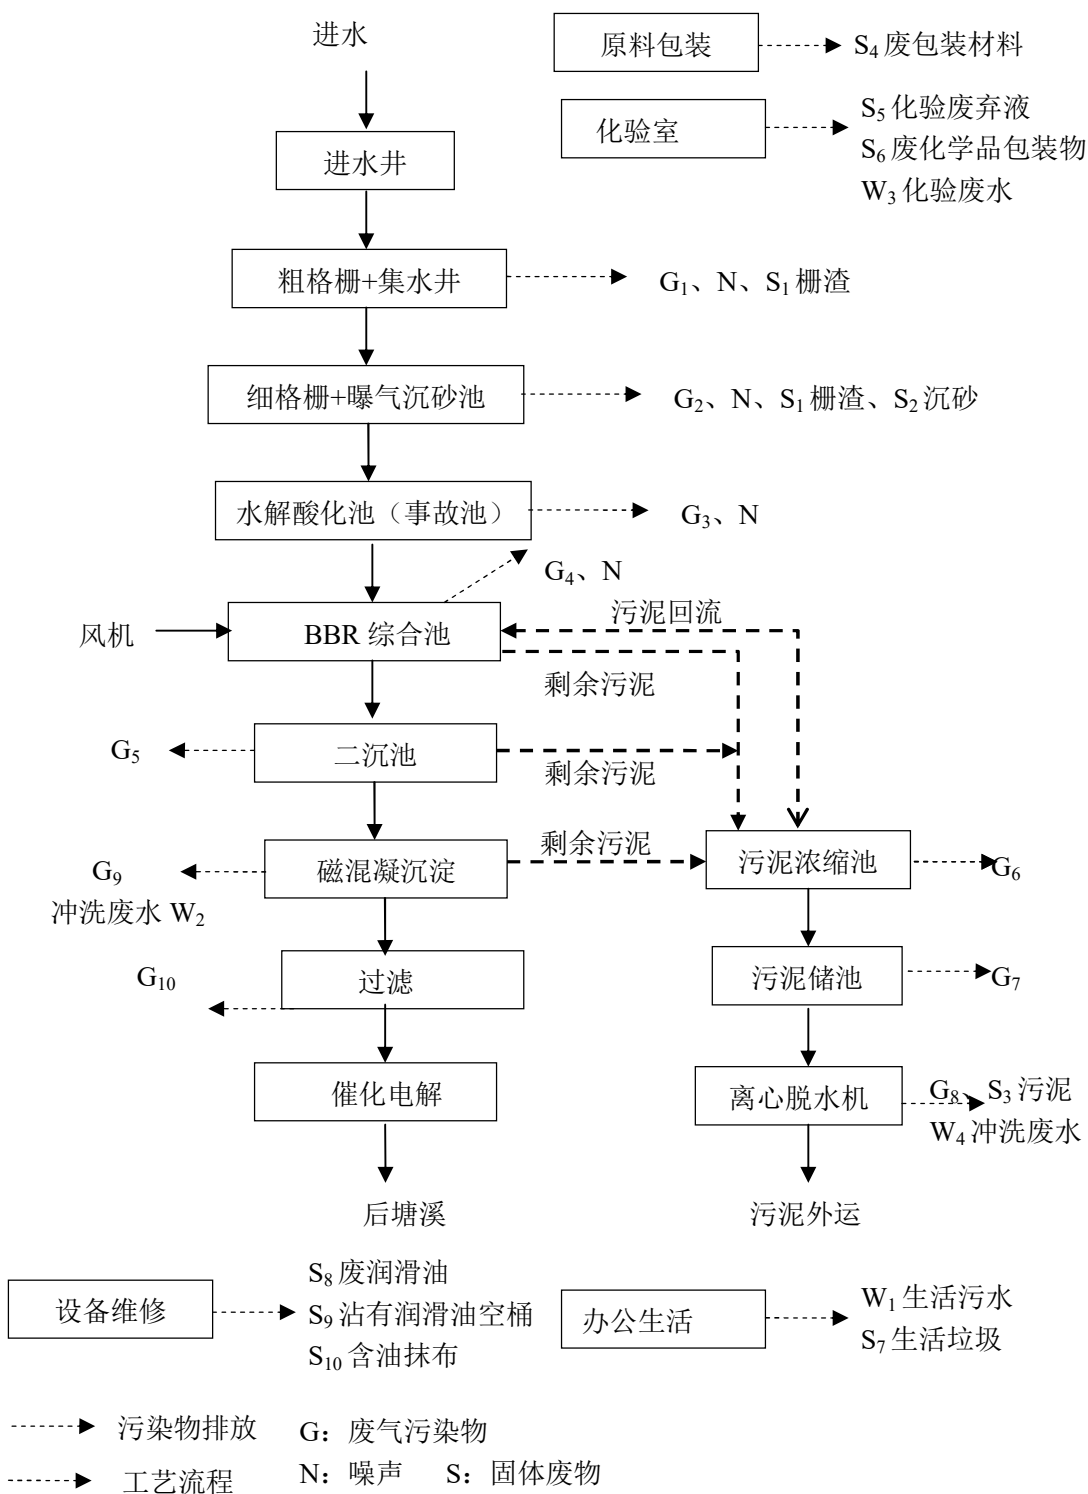 进水
原料包装
S₄废包装材料
化验室
S₅化验废弃液
S₆废化学品包装物
W₃化验废水
进水井
粗格栅+集水井
G₁、N、S₁栅渣
细格栅+曝气沉砂池
G₂、N、S₁栅渣、S₂沉砂
水解酸化池（事故池）
G₃、N
G₄、N
风机
BBR 综合池
污泥回流
剩余污泥
G₅
二沉池
剩余污泥
剩余污泥
G₉
冲洗废水 W₂
磁混凝沉淀
污泥浓缩池
G₆
G₁₀
过滤
污泥储池
G₇
催化电解
离心脱水机
G₈、S₃污泥
W₄冲洗废水
后塘溪
污泥外运
设备维修
S₈废润滑油
S₉沾有润滑油空桶
S₁₀含油抹布
办公生活
W₁生活污水
S₇生活垃圾
污染物排放
G：废气污染物
工艺流程
N：噪声 S：固体废物